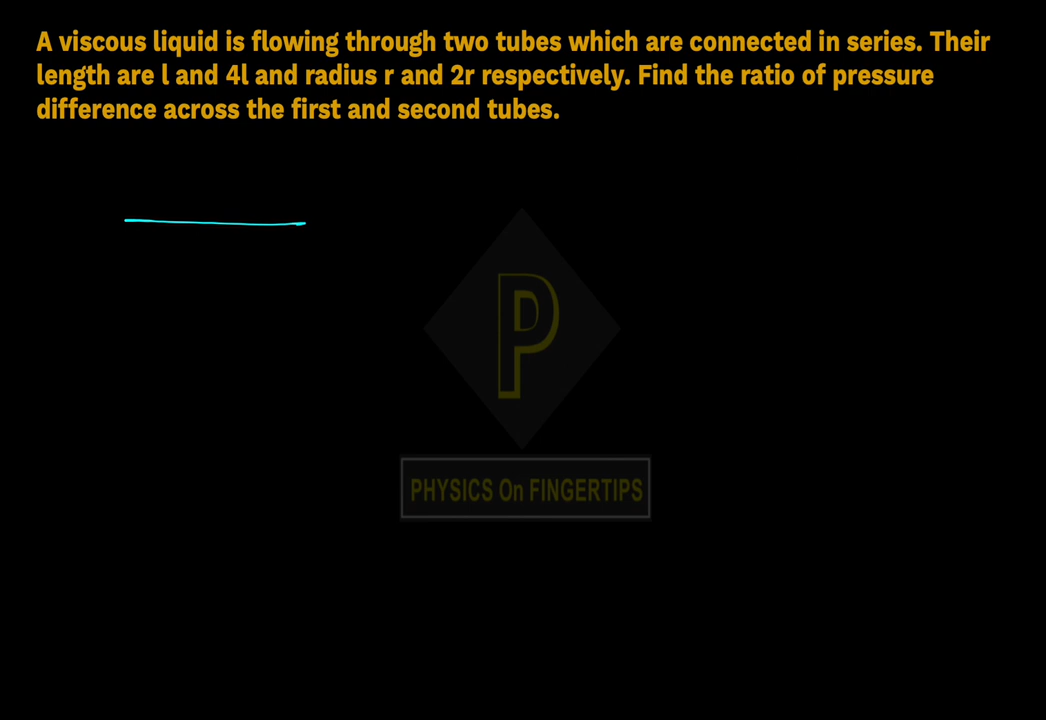 A viscous liquid is flowing through two tubes which are connected in series. Their
length are l and 4l and radius r and 2r respectively. Find the ratio of pressure
difference across the first and second tubes.
P
PHYSICS On FINGERTIPS